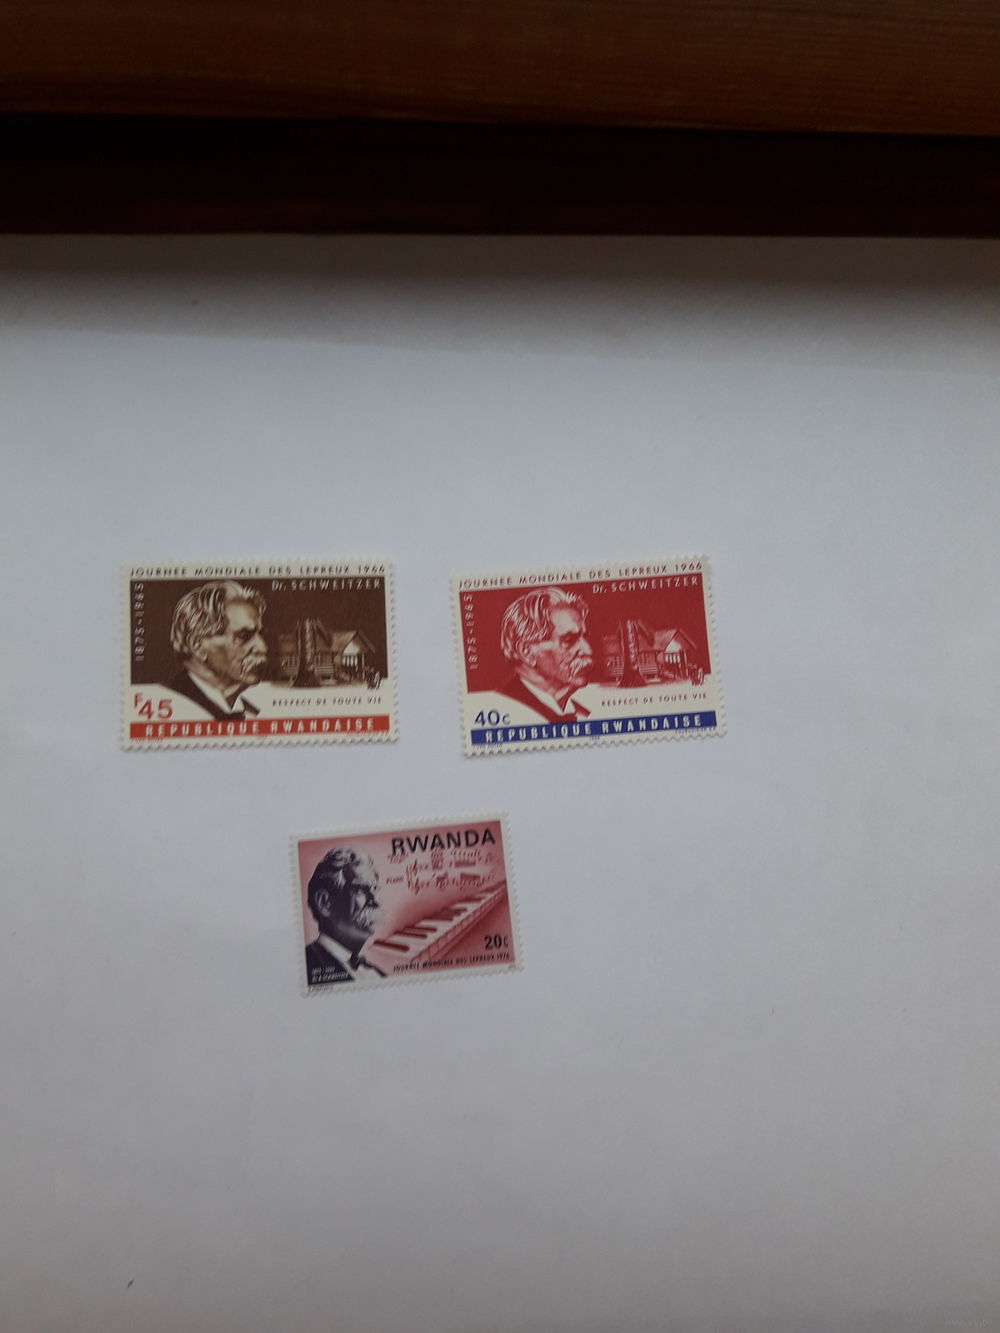 JOURNEE MONDIALE DES LEPREUX 1966
Dr. SCHWEITZER
1875-1965
RESPECT DE TOUTE VIE
F45
REPUBLIQUE RWANDAISE
JOURNEE MONDIALE DES LEPREUX 1966
Dr. SCHWEITZER
1875-1965
RESPECT DE TOUTE VIE
40c
REPUBLIQUE RWANDAISE
RWANDA
PIANO
20c
JOURNEE MONDIALE DES LEPREUX 1976